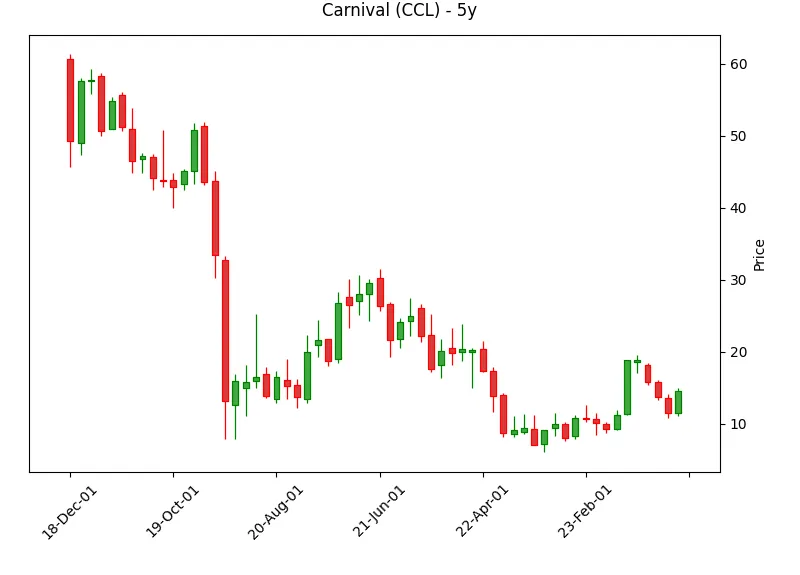 Carnival (CCL) - 5y
60
50
40
30
20
10
Price
18-Dec-01
19-Oct-01
20-Aug-01
21-Jun-01
22-Apr-01
23-Feb-01